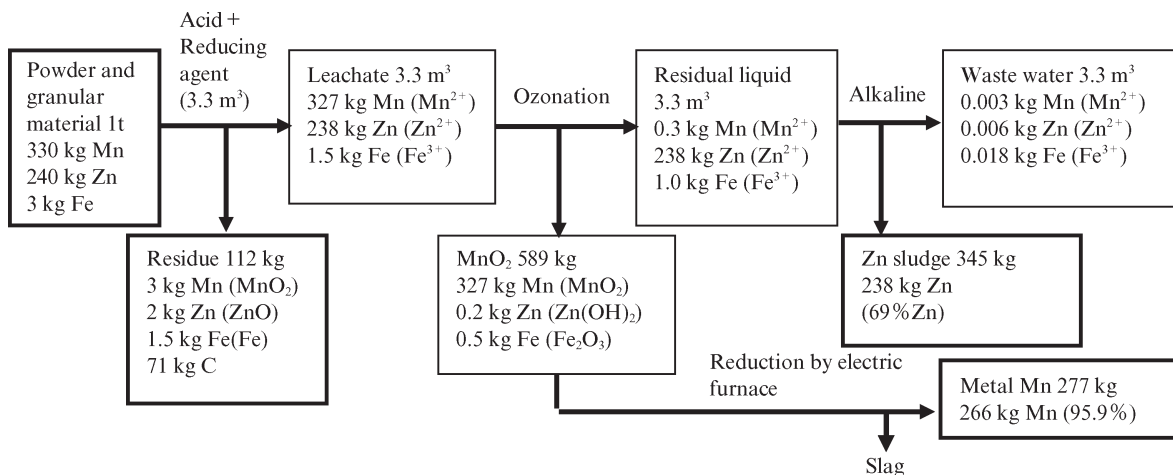 Acid +
Reducing
agent
(3.3 m³)
Powder and
granular
material 1t
330 kg Mn
240 kg Zn
3 kg Fe
Leachate 3.3 m³
327 kg Mn (Mn²⁺)
238 kg Zn (Zn²⁺)
1.5 kg Fe (Fe³⁺)
Ozonation
Residual liquid
3.3 m³
0.3 kg Mn (Mn²⁺)
238 kg Zn (Zn²⁺)
1.0 kg Fe (Fe³⁺)
Alkaline
Waste water 3.3 m³
0.003 kg Mn (Mn²⁺)
0.006 kg Zn (Zn²⁺)
0.018 kg Fe (Fe³⁺)
Residue 112 kg
3 kg Mn (MnO₂)
2 kg Zn (ZnO)
1.5 kg Fe(Fe)
71 kg C
MnO₂ 589 kg
327 kg Mn (MnO₂)
0.2 kg Zn (Zn(OH)₂)
0.5 kg Fe (Fe₂O₃)
Zn sludge 345 kg
238 kg Zn
(69%Zn)
Reduction by electric
furnace
Metal Mn 277 kg
266 kg Mn (95.9%)
Slag